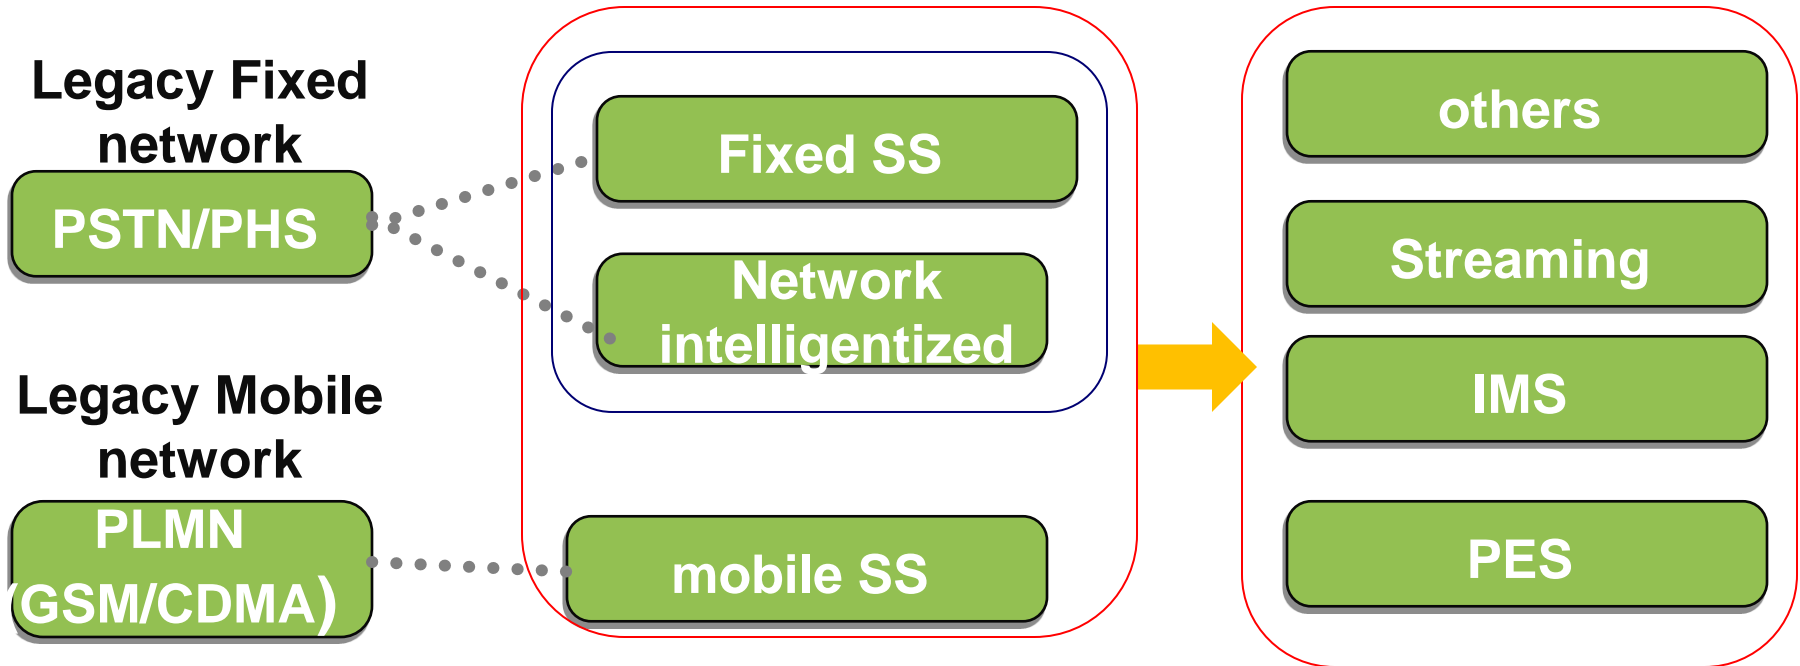 Legacy Fixed
network
PSTN/PHS
Legacy Mobile
network
PLMN
(GSM/CDMA)
Fixed SS
Network
intelligentized
mobile SS
others
Streaming
IMS
PES